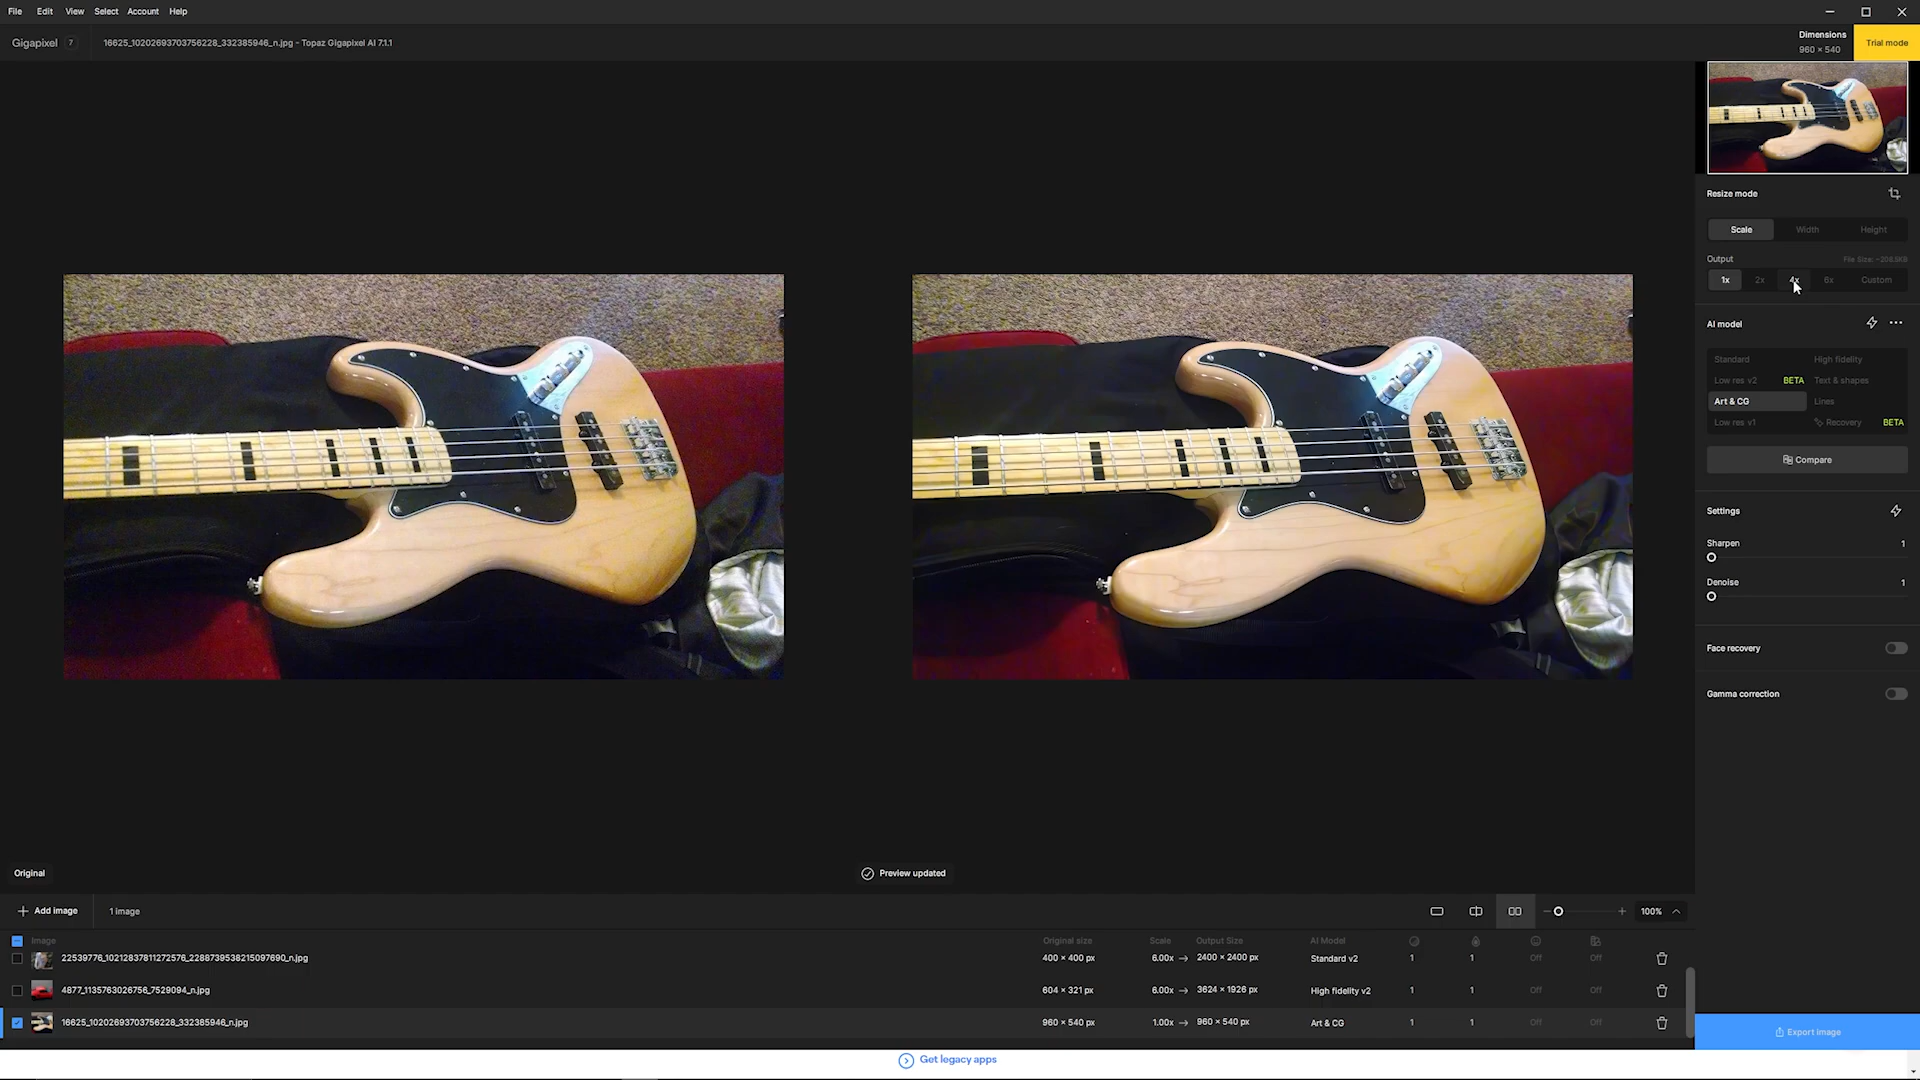 File Edit View Select Account Help
Gigapixel 7 16625_10202693703756228_332385946_n.jpg - Topaz Gigapixel AI 7.1.1
Dimensions
960 × 540
Trial mode
Resize mode
Scale Width Height
Output File Size: ~208.5KB
1x 2x 4x 6x Custom
AI model
Standard High fidelity
Low res v2 BETA Text & shapes
Art & CG Lines
Low res v1 Recovery BETA
Compare
Settings
Sharpen 1
Denoise 1
Face recovery
Gamma correction
Original Preview updated
Add image 1 image 100%
Image Original size Scale Output Size AI Model
22539776_10212837811272576_2288739538215097690_n.jpg 400 × 400 px 6.00x → 2400 × 2400 px Standard v2 1 1 Off Off
4877_1135763026756_7529094_n.jpg 604 × 321 px 6.00x → 3624 × 1926 px High fidelity v2 1 1 Off Off
16625_10202693703756228_332385946_n.jpg 960 × 540 px 1.00x → 960 × 540 px Art & CG 1 1 Off Off
Export image
Get legacy apps